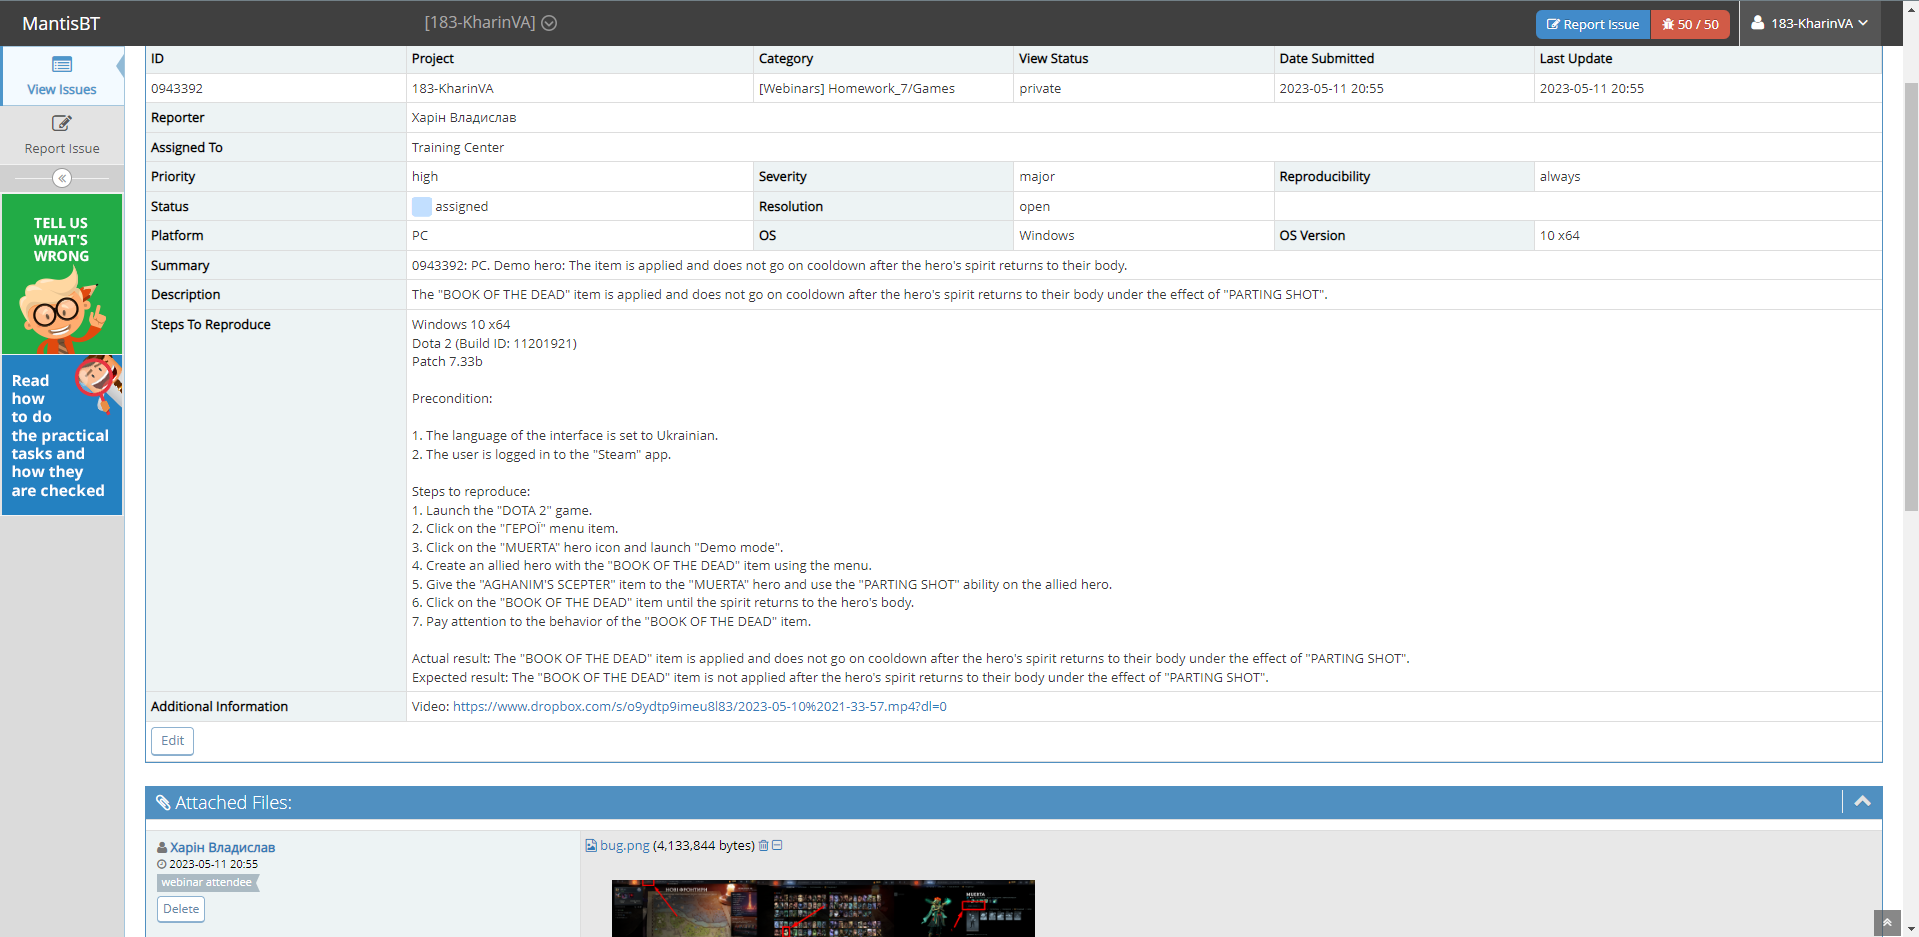 MantisBT
[183-KharinVA]
Report Issue
50 / 50
183-KharinVA
View Issues
Report Issue
TELL US
WHAT'S
WRONG
Read
how
to do
the practical
tasks and
how they
are checked
ID Project Category View Status Date Submitted Last Update
0943392 183-KharinVA [Webinars] Homework_7/Games private 2023-05-11 20:55 2023-05-11 20:55
Reporter Харін Владислав
Assigned To Training Center
Priority high Severity major Reproducibility always
Status assigned Resolution open
Platform PC OS Windows OS Version 10 x64
Summary 0943392: PC. Demo hero: The item is applied and does not go on cooldown after the hero's spirit returns to their body.
Description The "BOOK OF THE DEAD" item is applied and does not go on cooldown after the hero's spirit returns to their body under the effect of "PARTING SHOT".
Steps To Reproduce Windows 10 x64
Dota 2 (Build ID: 11201921)
Patch 7.33b
Precondition:
1. The language of the interface is set to Ukrainian.
2. The user is logged in to the "Steam" app.
Steps to reproduce:
1. Launch the "DOTA 2" game.
2. Click on the "ГЕРОЇ" menu item.
3. Click on the "MUERTA" hero icon and launch "Demo mode".
4. Create an allied hero with the "BOOK OF THE DEAD" item using the menu.
5. Give the "AGHANIM'S SCEPTER" item to the "MUERTA" hero and use the "PARTING SHOT" ability on the allied hero.
6. Click on the "BOOK OF THE DEAD" item until the spirit returns to the hero's body.
7. Pay attention to the behavior of the "BOOK OF THE DEAD" item.
Actual result: The "BOOK OF THE DEAD" item is applied and does not go on cooldown after the hero's spirit returns to their body under the effect of "PARTING SHOT".
Expected result: The "BOOK OF THE DEAD" item is not applied after the hero's spirit returns to their body under the effect of "PARTING SHOT".
Additional Information Video: https://www.dropbox.com/s/o9ydtp9imeu8l83/2023-05-10%2021-33-57.mp4?dl=0
Edit
Attached Files:
Харін Владислав
2023-05-11 20:55
webinar attendee
Delete
bug.png (4,133,844 bytes)
НОВІ ФРОНТИРИ
MUERTA